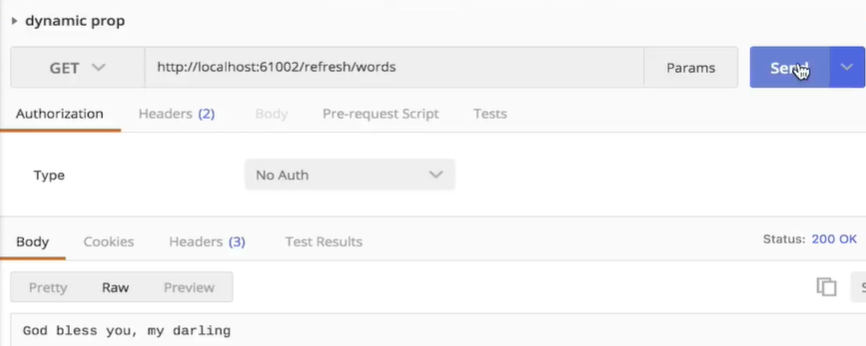 dynamic prop
GET http://localhost:61002/refresh/words Params Send
Authorization Headers (2) Body Pre-request Script Tests
Type No Auth
Body Cookies Headers (3) Test Results Status: 200 OK
Pretty Raw Preview
God bless you, my darling